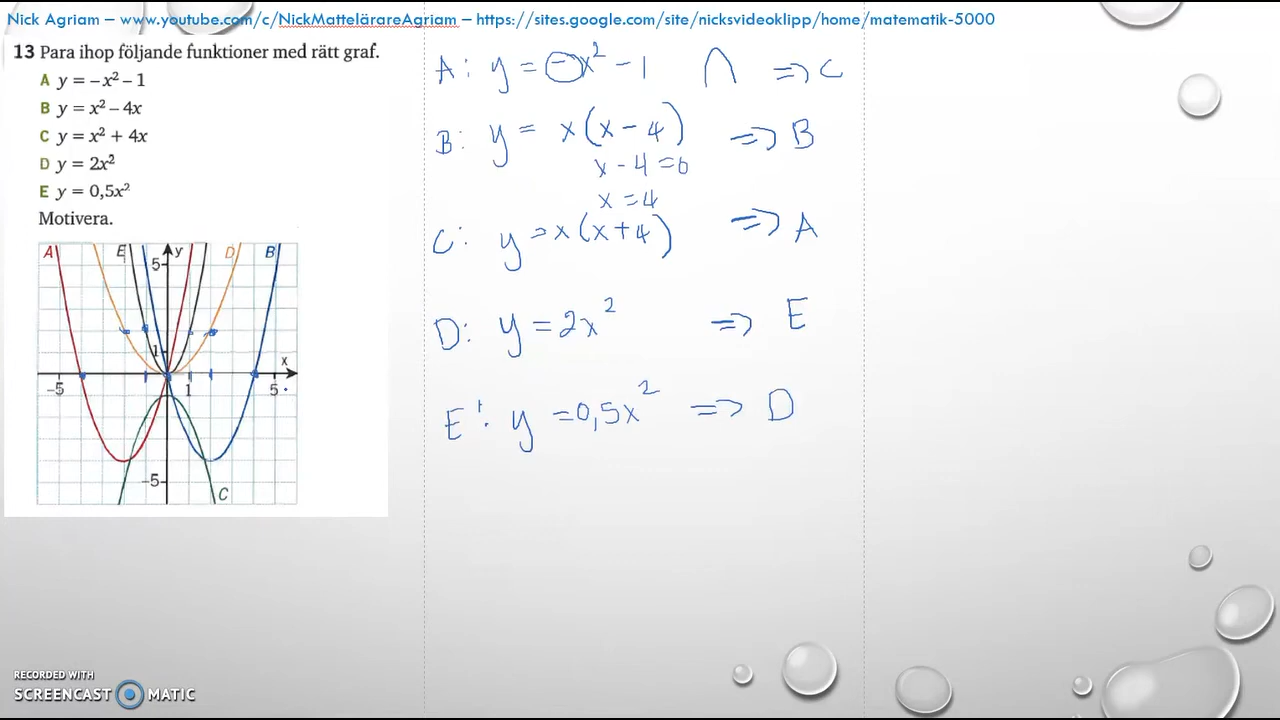 Nick Agriam – www.youtube.com/c/NickMattelärareAgriam – https://sites.google.com/site/nicksvideoklipp/home/matematik-5000
13 Para ihop följande funktioner med rätt graf.
A y = −x² − 1
B y = x² − 4x
C y = x² + 4x
D y = 2x²
E y = 0,5x²
Motivera.
A E y D B
5
1
x
−5 1 5
−5
C
A: y = −x² − 1 ⋂ => C
B: y = x(x − 4) => B
x − 4 = 0
x = 4
C: y = x(x + 4) => A
D: y = 2x² => E
E: y = 0,5x² => D
RECORDED WITH
SCREENCAST MATIC